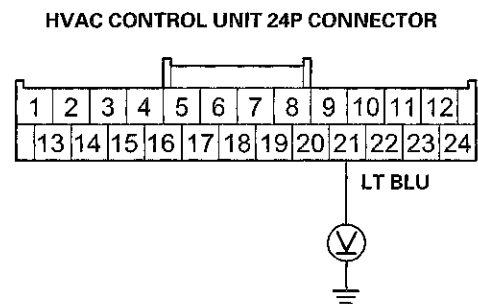 HVAC CONTROL UNIT 24P CONNECTOR
1 2 3 4 5 6 7 8 9 10 11 12
13 14 15 16 17 18 19 20 21 22 23 24
LT BLU
V